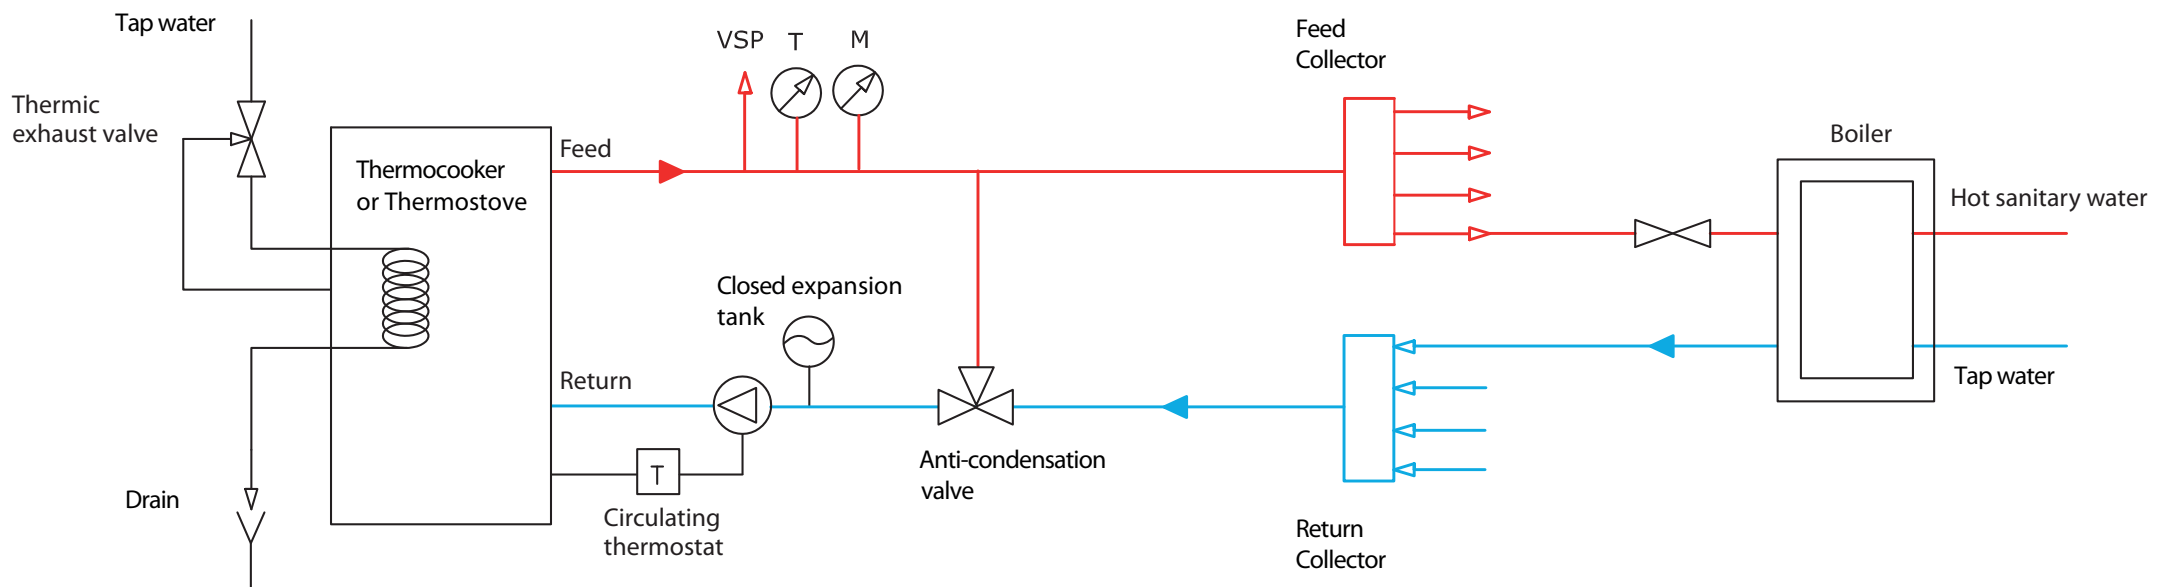 Tap water
Thermic
exhaust valve
Thermocooker
or Thermostove
Feed
VSP
T
M
Feed
Collector
Boiler
Hot sanitary water
Closed expansion
tank
Return
Tap water
Anti-condensation
valve
T
Circulating
thermostat
Drain
Return
Collector